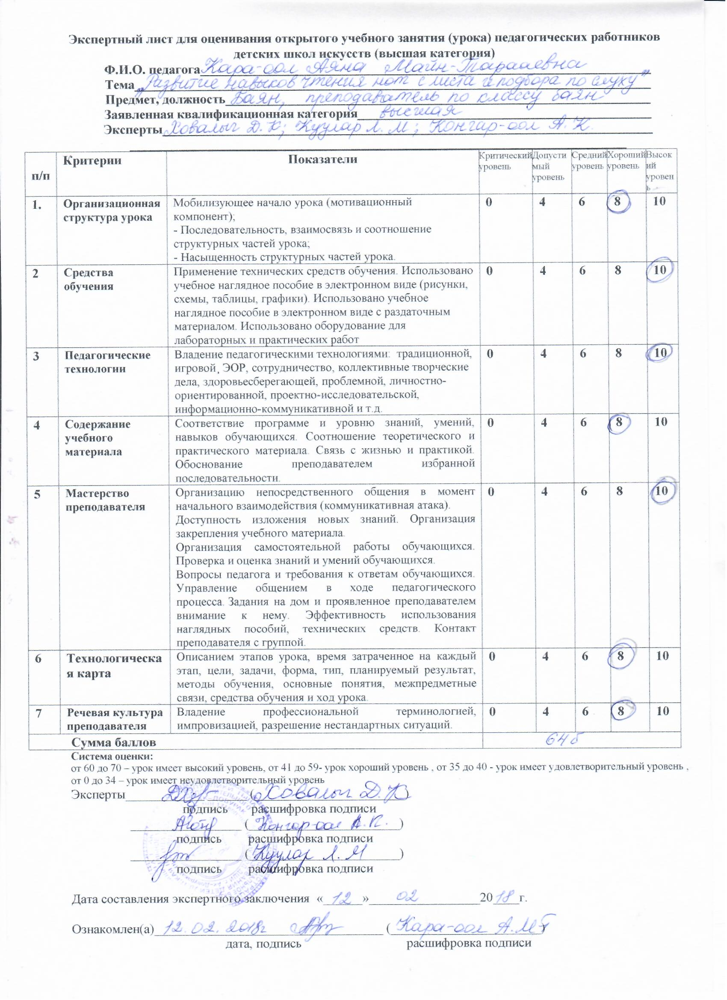 Экспертный лист для оценивания открытого учебного занятия (урока) педагогических работников
детских школ искусств (высшая категория)
Ф.И.О. педагога Кара-оол Аяна Майн-Тарааевна
Тема „Развитие навыков чтения нот с листа и подбора по слуху"
Предмет, должность Баян, преподаватель по классу баян
Заявленная квалификационная категория высшая
Эксперты Ховалыг Д.К; Куулар Л.М; Конгар-оол А.К.
п/п
Критерии
Показатели
Критический
уровень
Допусти
мый
уровень
Средний
уровень
Хороший
уровень
Высок
ий
уровен
ь
1.
Организационная
структура урока
Мобилизующее начало урока (мотивационный
компонент);
- Последовательность, взаимосвязь и соотношение
структурных частей урока;
- Насыщенность структурных частей урока.
0 4 6 8 10
2
Средства
обучения
Применение технических средств обучения. Использовано
учебное наглядное пособие в электронном виде (рисунки,
схемы, таблицы, графики). Использовано учебное
наглядное пособие в электронном виде с раздаточным
материалом. Использовано оборудование для
лабораторных и практических работ
0 4 6 8 10
3
Педагогические
технологии
Владение педагогическими технологиями: традиционной,
игровой, ЭОР, сотрудничество, коллективные творческие
дела, здоровьесберегающей, проблемной, личностно-
ориентированной, проектно-исследовательской,
информационно-коммуникативной и т.д.
0 4 6 8 10
4
Содержание
учебного
материала
Соответствие программе и уровню знаний, умений,
навыков обучающихся. Соотношение теоретического и
практического материала. Связь с жизнью и практикой.
Обоснование преподавателем избранной
последовательности.
0 4 6 8 10
5
Мастерство
преподавателя
Организацию непосредственного общения в момент
начального взаимодействия (коммуникативная атака).
Доступность изложения новых знаний. Организация
закрепления учебного материала.
Организация самостоятельной работы обучающихся.
Проверка и оценка знаний и умений обучающихся.
Вопросы педагога и требования к ответам обучающихся.
Управление общением в ходе педагогического
процесса. Задания на дом и проявленное преподавателем
внимание к нему. Эффективность использования
наглядных пособий, технических средств. Контакт
преподавателя с группой.
0 4 6 8 10
6
Технологическа
я карта
Описанием этапов урока, время затраченное на каждый
этап, цели, задачи, форма, тип, планируемый результат,
методы обучения, основные понятия, межпредметные
связи, средства обучения и ход урока.
0 4 6 8 10
7
Речевая культура
преподавателя
Владение профессиональной терминологией,
импровизацией, разрешение нестандартных ситуаций.
0 4 6 8 10
Сумма баллов 64 б
Система оценки:
от 60 до 70 – урок имеет высокий уровень, от 41 до 59- урок хороший уровень , от 35 до 40 - урок имеет удовлетворительный уровень ,
от 0 до 34 – урок имеет неудовлетворительный уровень
Эксперты (Ховалыг Д.К)
подпись расшифровка подписи
(Конгар-оол А.К.)
подпись расшифровка подписи
(Куулар Л.М)
подпись расшифровка подписи
Дата составления экспертного заключения «12» 02 2018 г.
Ознакомлен(а) 12.02.2018г (Кара-оол А.МТ)
дата, подпись расшифровка подписи